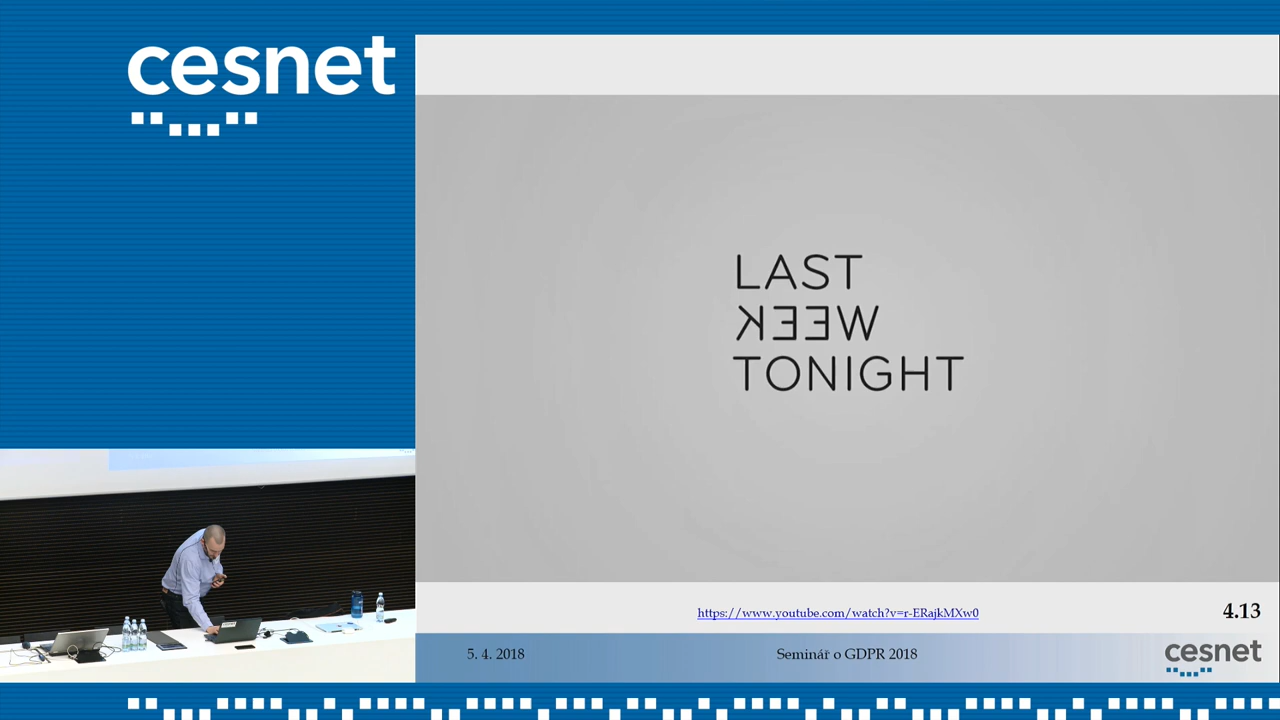 cesnet
LAST
WEEK
TONIGHT
https://www.youtube.com/watch?v=r-ERajkMXw0
4.13
5. 4. 2018
Seminář o GDPR 2018
cesnet